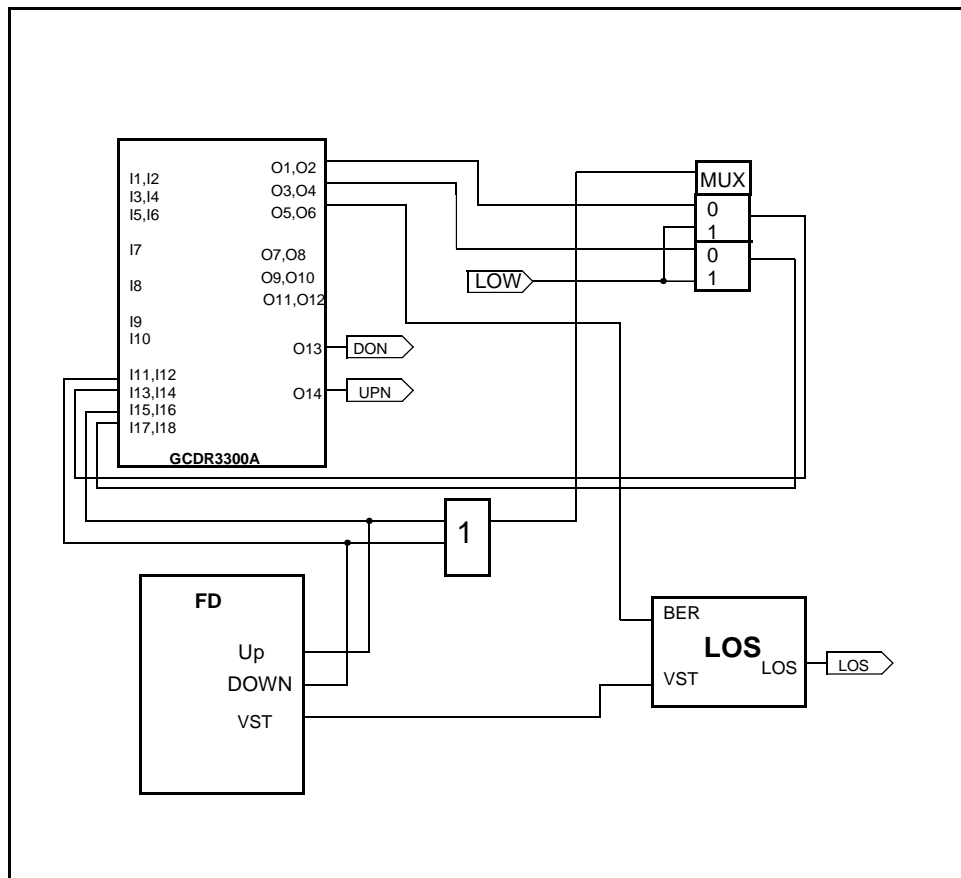 I1,I2
I3,I4
I5,I6
I7
I8
I9
I10
I11,I12
I13,I14
I15,I16
I17,I18
O1,O2
O3,O4
O5,O6
O7,O8
O9,O10
O11,O12
O13
O14
GCDR3300A
DON
UPN
MUX
0
1
0
1
LOW
1
FD
Up
DOWN
VST
BER
LOS
VST
LOS
LOS